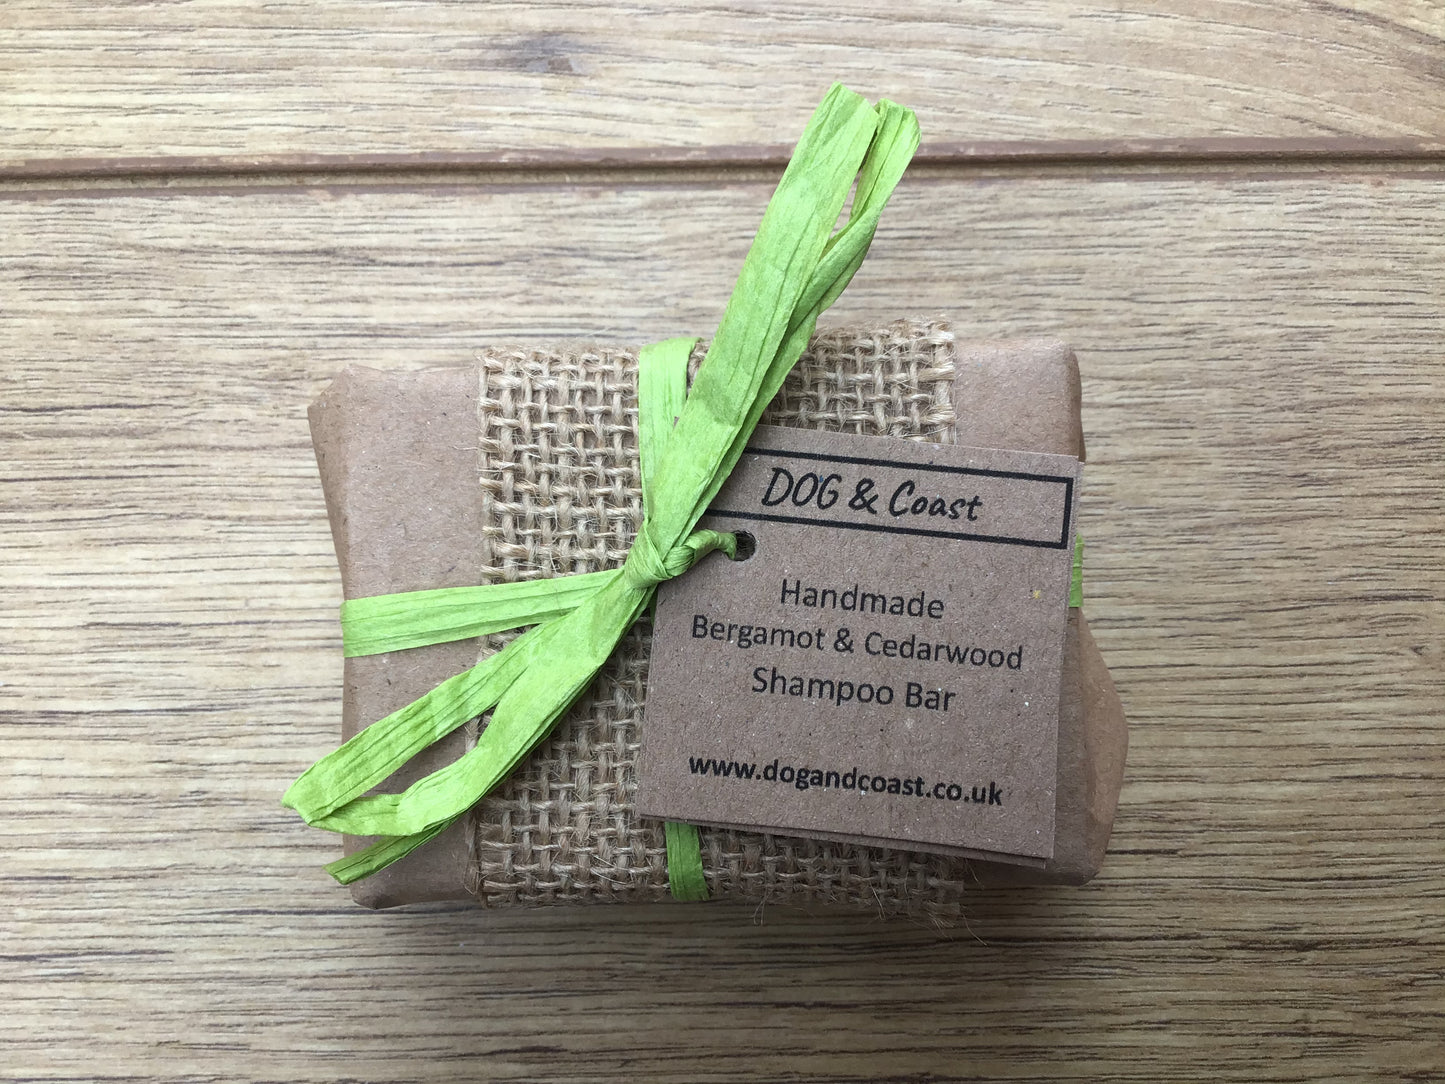 DOG & Coast
Handmade
Bergamot & Cedarwood
Shampoo Bar
www.dogandcoast.co.uk